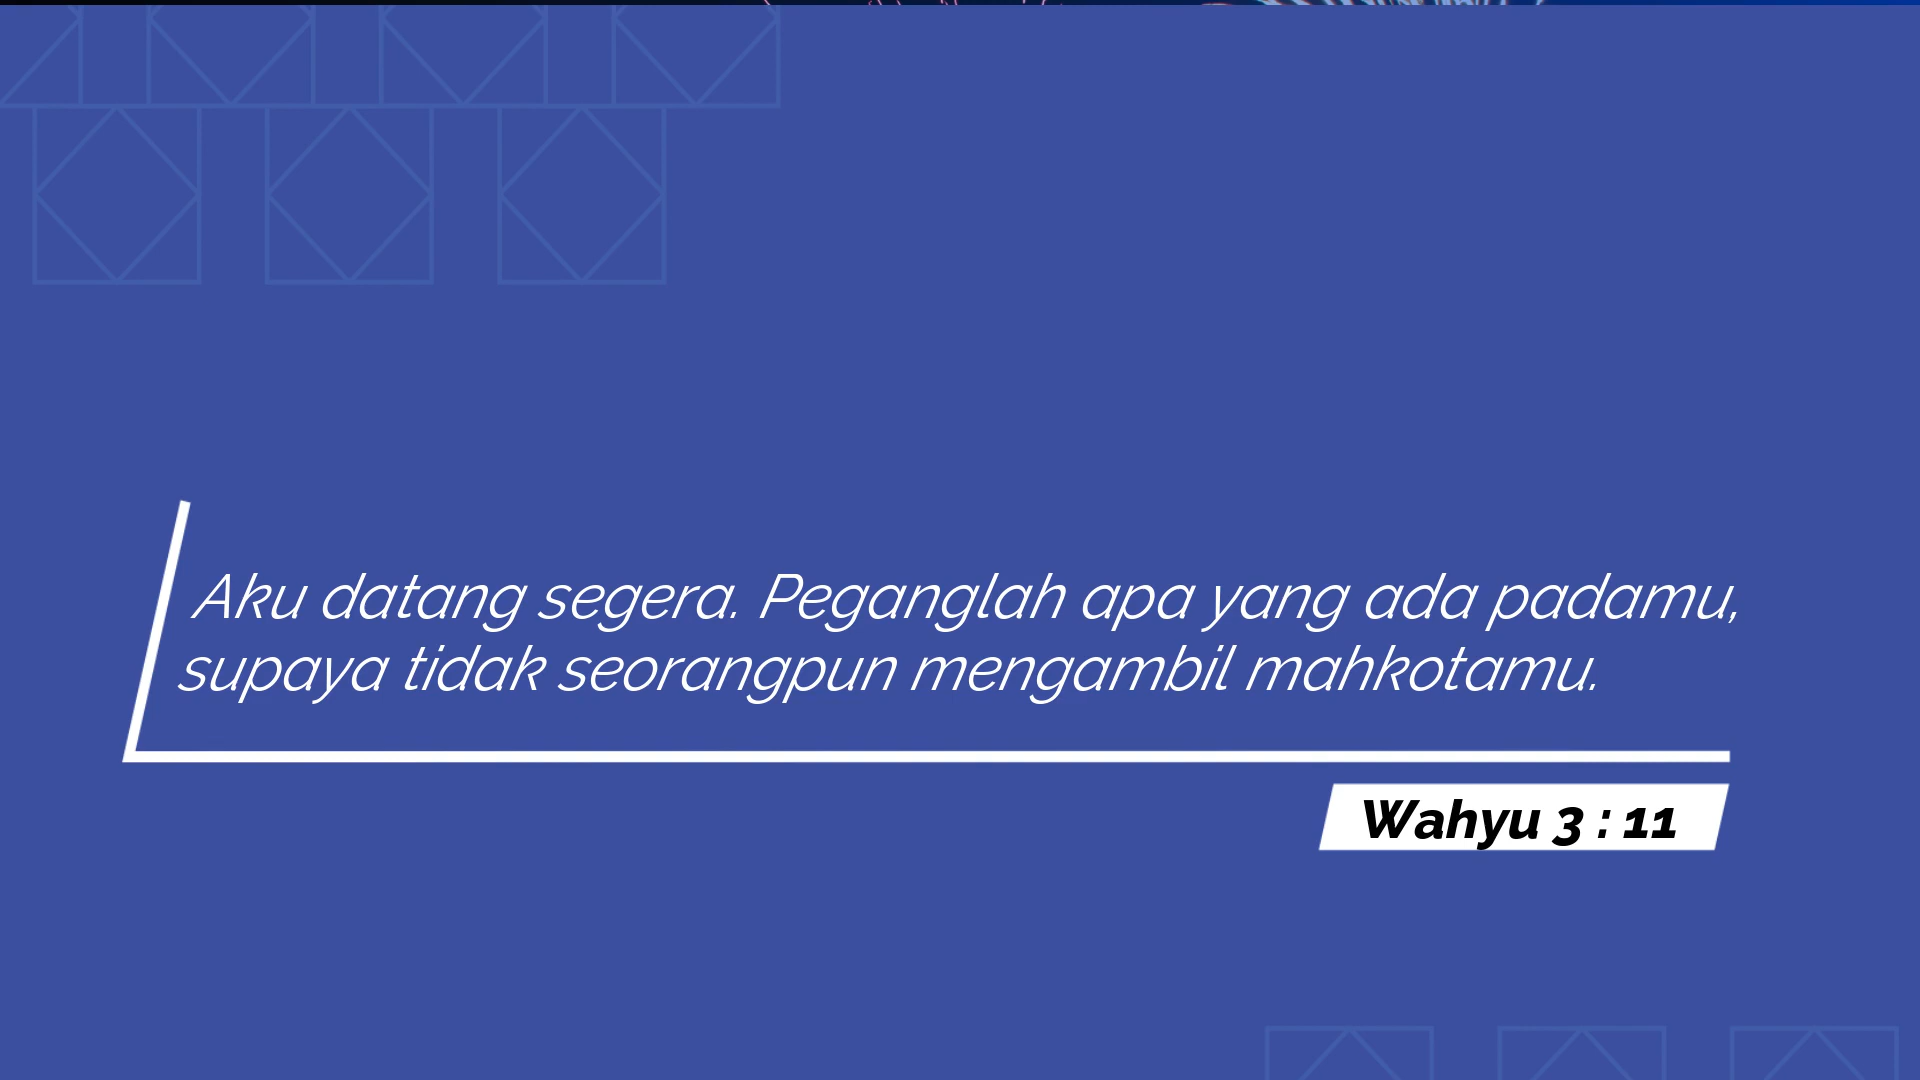 Aku datang segera. Peganglah apa yang ada padamu,
supaya tidak seorangpun mengambil mahkotamu.
Wahyu 3 : 11